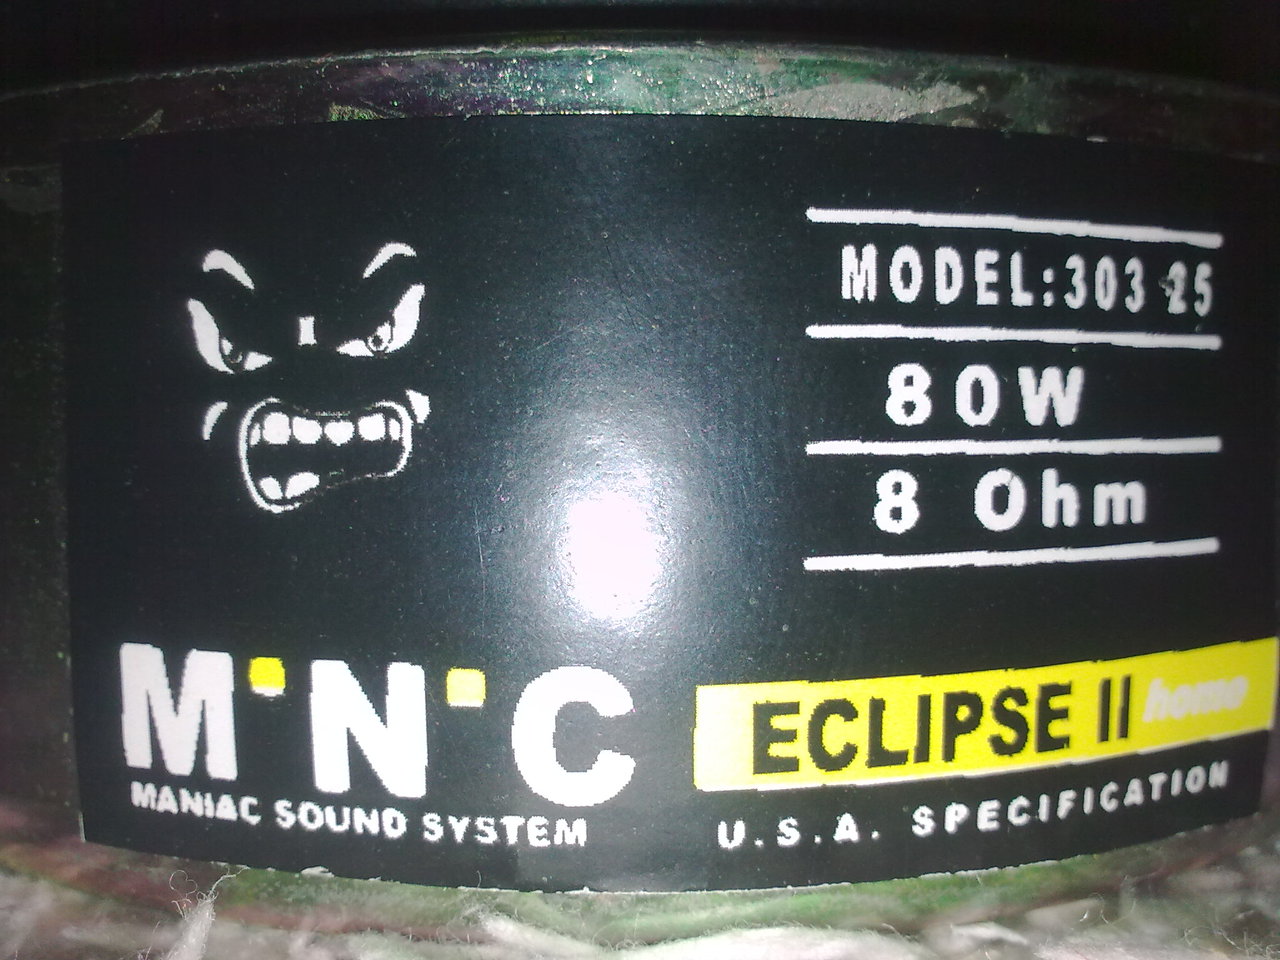 MODEL:303 25
80W
8 Ohm
M·N·C
MANIAC SOUND SYSTEM
ECLIPSE II home
U.S.A. SPECIFICATION